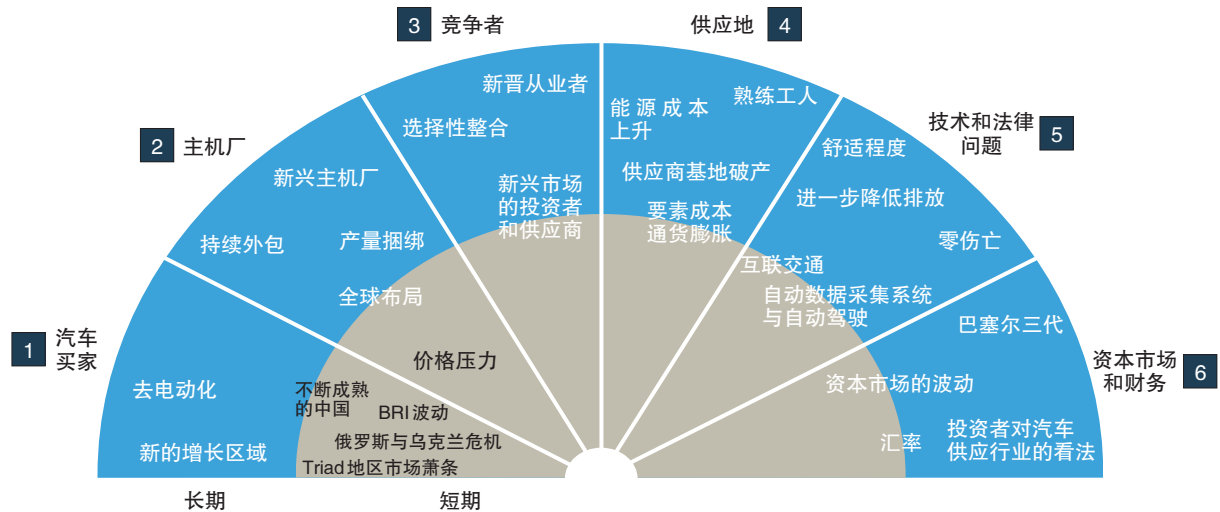 1
汽车
买家
去电动化
新的增长区域
不断成熟
的中国
BRI波动
俄罗斯与乌克兰危机
Triad地区市场萧条
2
主机厂
新兴主机厂
持续外包
产量捆绑
全球布局
价格压力
3
竞争者
新晋从业者
选择性整合
新兴市场
的投资者
和供应商
供应地
4
熟练工人
能源成本
上升
供应商基地破产
要素成本
通货膨胀
技术和法律
问题
5
舒适程度
进一步降低排放
零伤亡
互联交通
自动数据采集系统
与自动驾驶
资本市场
和财务
6
巴塞尔三代
资本市场的波动
汇率
投资者对汽车
供应行业的看法
长期
短期